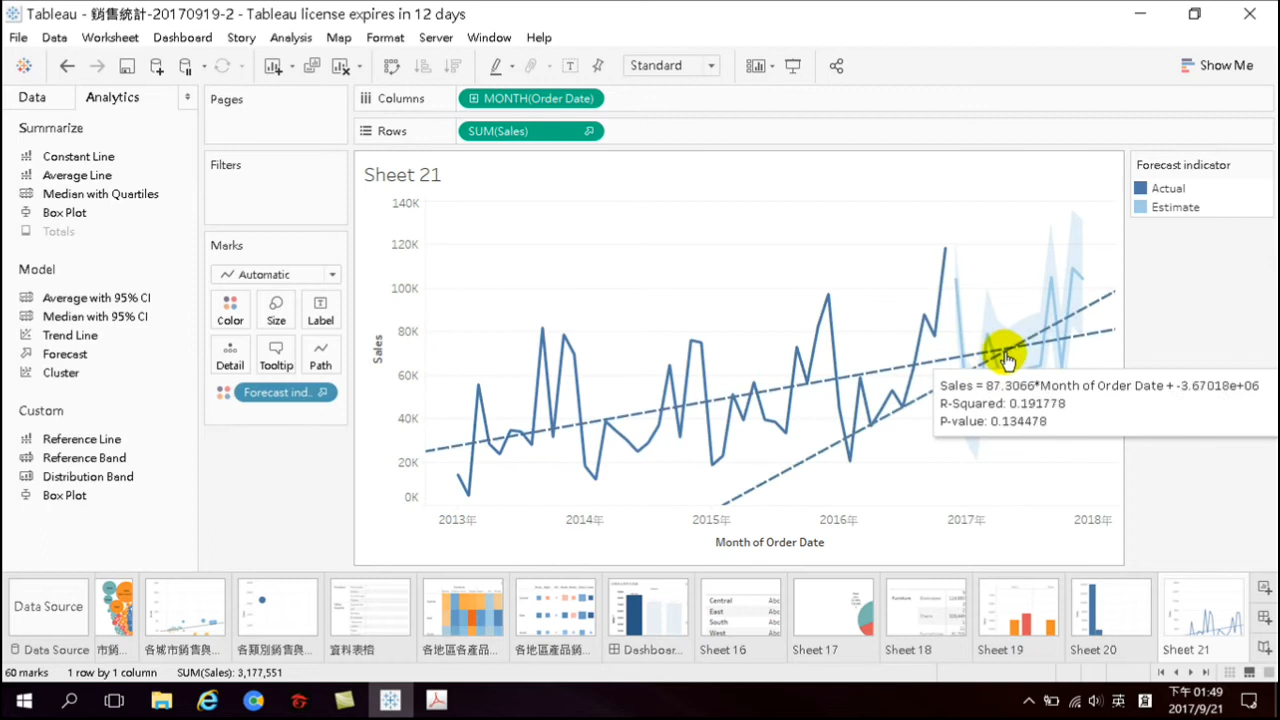 Tableau - 銷售統計-20170919-2 - Tableau license expires in 12 days
File Data Worksheet Dashboard Story Analysis Map Format Server Window Help
Standard Show Me
Data Analytics Pages Columns MONTH(Order Date)
Rows SUM(Sales)
Summarize
Constant Line
Average Line
Median with Quartiles
Box Plot
Totals
Model
Average with 95% CI
Median with 95% CI
Trend Line
Forecast
Cluster
Custom
Reference Line
Reference Band
Distribution Band
Box Plot
Filters
Marks
Automatic
Color Size Label
Detail Tooltip Path
Forecast ind..
Sheet 21
Sales
140K
120K
100K
80K
60K
40K
20K
0K
2013年 2014年 2015年 2016年 2017年 2018年
Month of Order Date
Sales = 87.3066*Month of Order Date + -3.67018e+06
R-Squared: 0.191778
P-value: 0.134478
Forecast indicator
Actual
Estimate
Data Source
Central Abc
East Abc
South Abc
West Abc
Furniture
Data Source 市銷... 各城市銷售與... 各類別銷售與... 資料表格 各地區各產品... 各地區產品銷... Dashboar... Sheet 16 Sheet 17 Sheet 18 Sheet 19 Sheet 20 Sheet 21
60 marks 1 row by 1 column SUM(Sales): 3,177,551
英 下午 01:49
2017/9/21